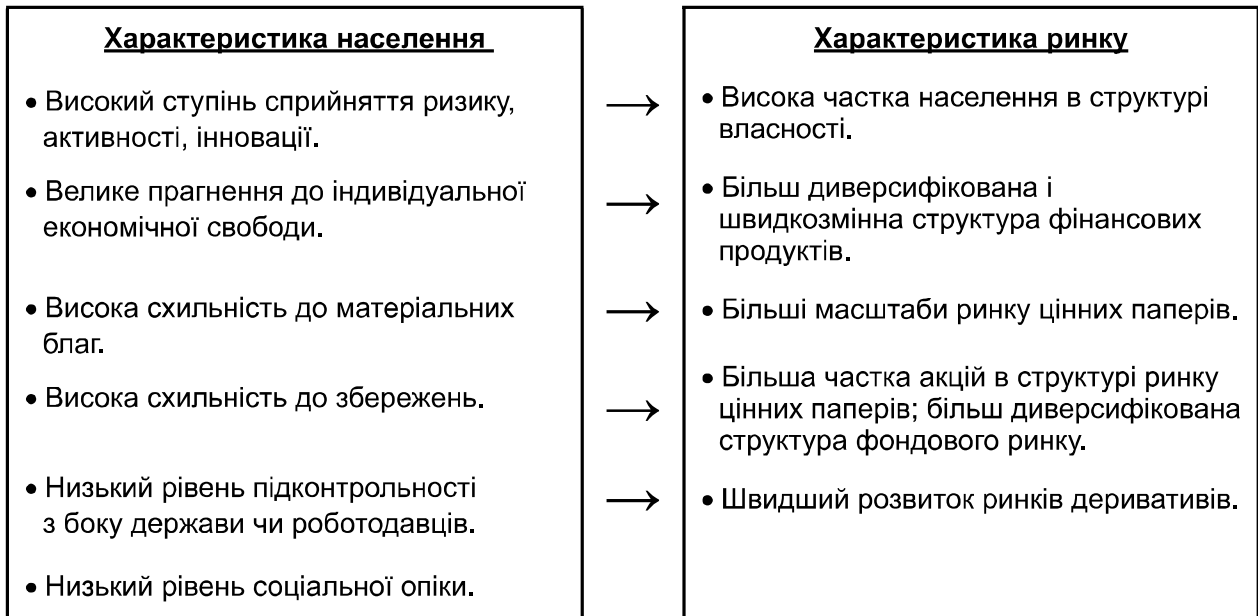 Характеристика населення
• Високий ступінь сприйняття ризику,
активності, інновації.
• Велике прагнення до індивідуальної
економічної свободи.
• Висока схильність до матеріальних
благ.
• Висока схильність до збережень.
• Низький рівень підконтрольності
з боку держави чи роботодавців.
• Низький рівень соціальної опіки.
→
→
→
→
→
Характеристика ринку
• Висока частка населення в структурі
власності.
• Більш диверсифікована і
швидкозмінна структура фінансових
продуктів.
• Більші масштаби ринку цінних паперів.
• Більша частка акцій в структурі ринку
цінних паперів; більш диверсифікована
структура фондового ринку.
• Швидший розвиток ринків деривативів.